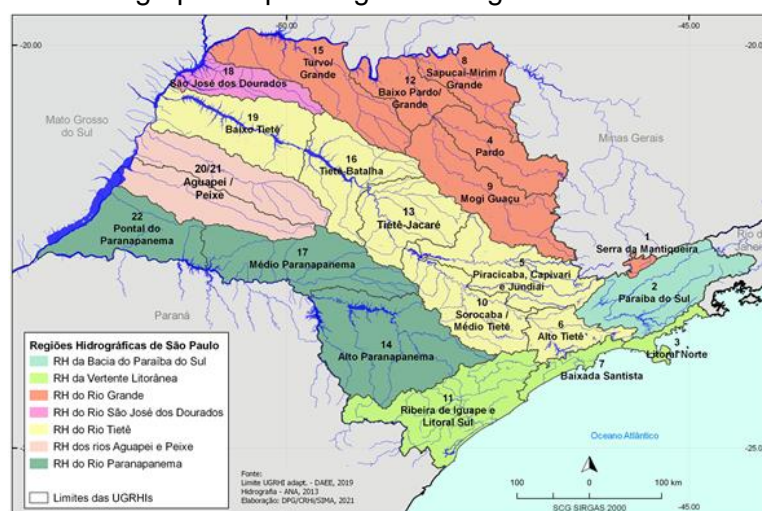 -50.00
-45.00
-20.00
-20.00
15
Turvo/
Grande
8
Sapucaí-Mirim /
Grande
18
São José dos Dourados
12
Baixo Pardo/
Grande
Mato Grosso
do Sul
19
Baixo Tietê
Minas Gerais
4
Pardo
16
Tietê-Batalha
20/21
Aguapeí /
Peixe
9
Mogi Guaçu
13
Tietê-Jacaré
22
Pontal do
Paranapanema
1
Serra da Mantiqueira
Rio de
Janeiro
17
Médio Paranapanema
5
Piracicaba, Capivari
e Jundiaí
2
Paraíba do Sul
10
Sorocaba /
Médio Tietê
6
Alto Tietê
3
Litoral Norte
Paraná
14
Alto Paranapanema
7
Baixada Santista
11
Ribeira de Iguape e
Litoral Sul
Oceano Atlântico
-25.00
Regiões Hidrográficas de São Paulo
RH da Bacia do Paraíba do Sul
RH da Vertente Litorânea
RH do Rio Grande
RH do Rio São José dos Dourados
RH do Rio Tietê
RH dos rios Aguapeí e Peixe
RH do Rio Paranapanema
Limites das UGRHIs
Fonte:
Limite UGRHI adapt. - DAEE, 2019
Hidrografia - ANA, 2013
Elaboração: DPG/CRHi/SIMA, 2021
100 0 100 km
SCG SIRGAS 2000
-45.00